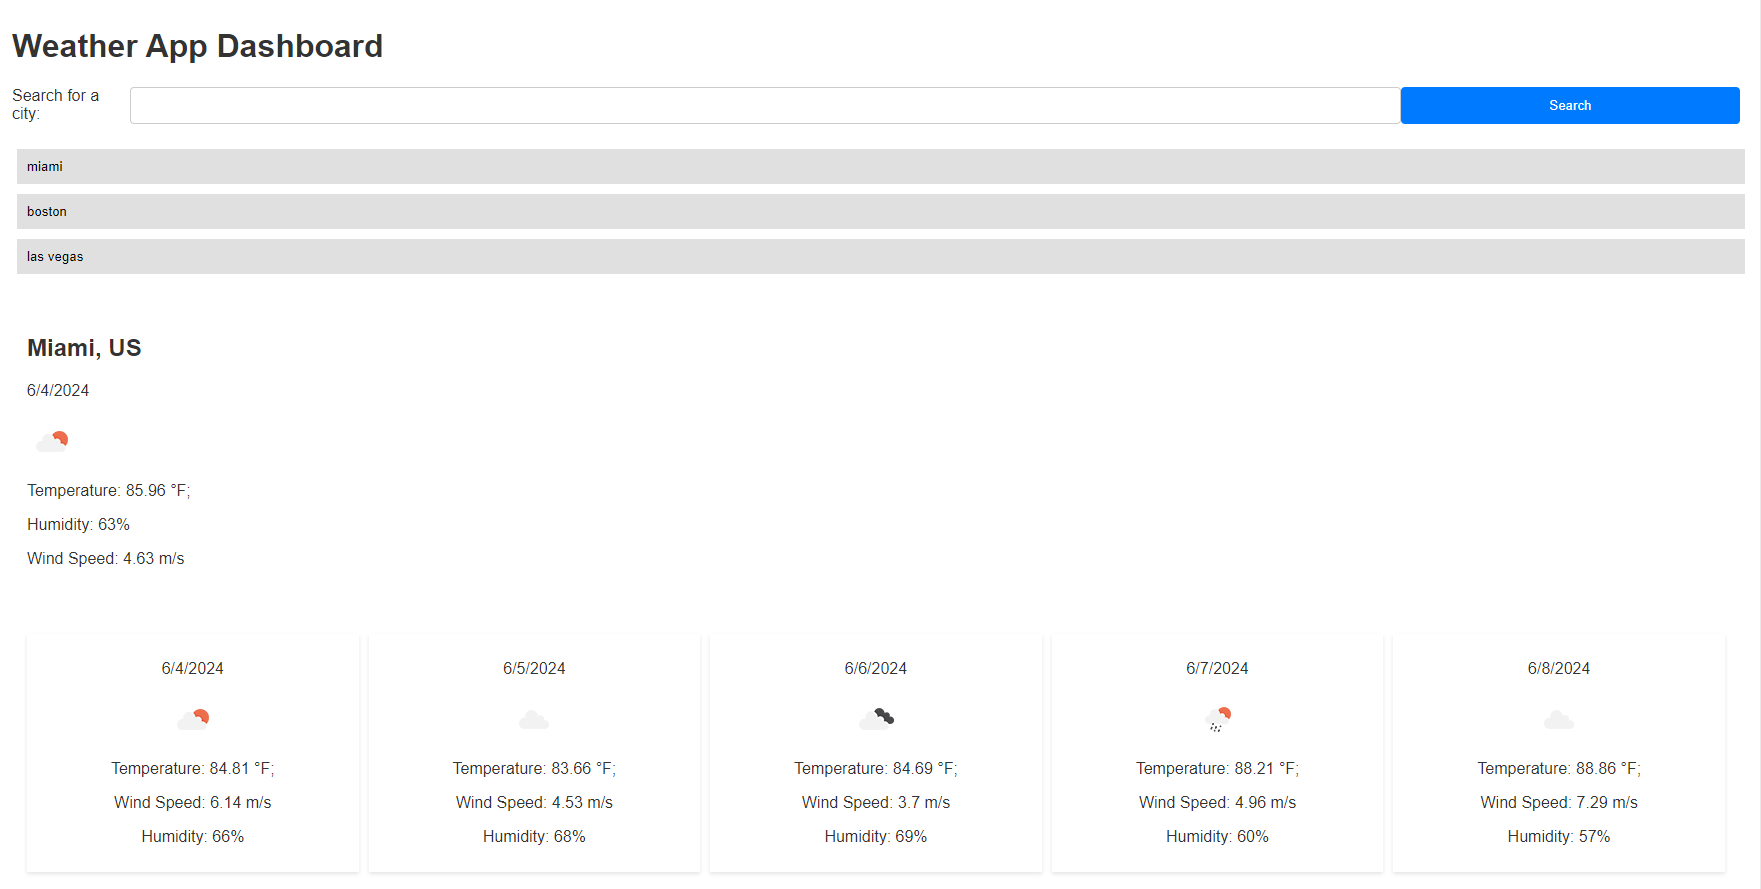 Weather App Dashboard
Search for a
city:
Search
miami
boston
las vegas
Miami, US
6/4/2024
Temperature: 85.96 °F;
Humidity: 63%
Wind Speed: 4.63 m/s
6/4/2024
Temperature: 84.81 °F;
Wind Speed: 6.14 m/s
Humidity: 66%
6/5/2024
Temperature: 83.66 °F;
Wind Speed: 4.53 m/s
Humidity: 68%
6/6/2024
Temperature: 84.69 °F;
Wind Speed: 3.7 m/s
Humidity: 69%
6/7/2024
Temperature: 88.21 °F;
Wind Speed: 4.96 m/s
Humidity: 60%
6/8/2024
Temperature: 88.86 °F;
Wind Speed: 7.29 m/s
Humidity: 57%